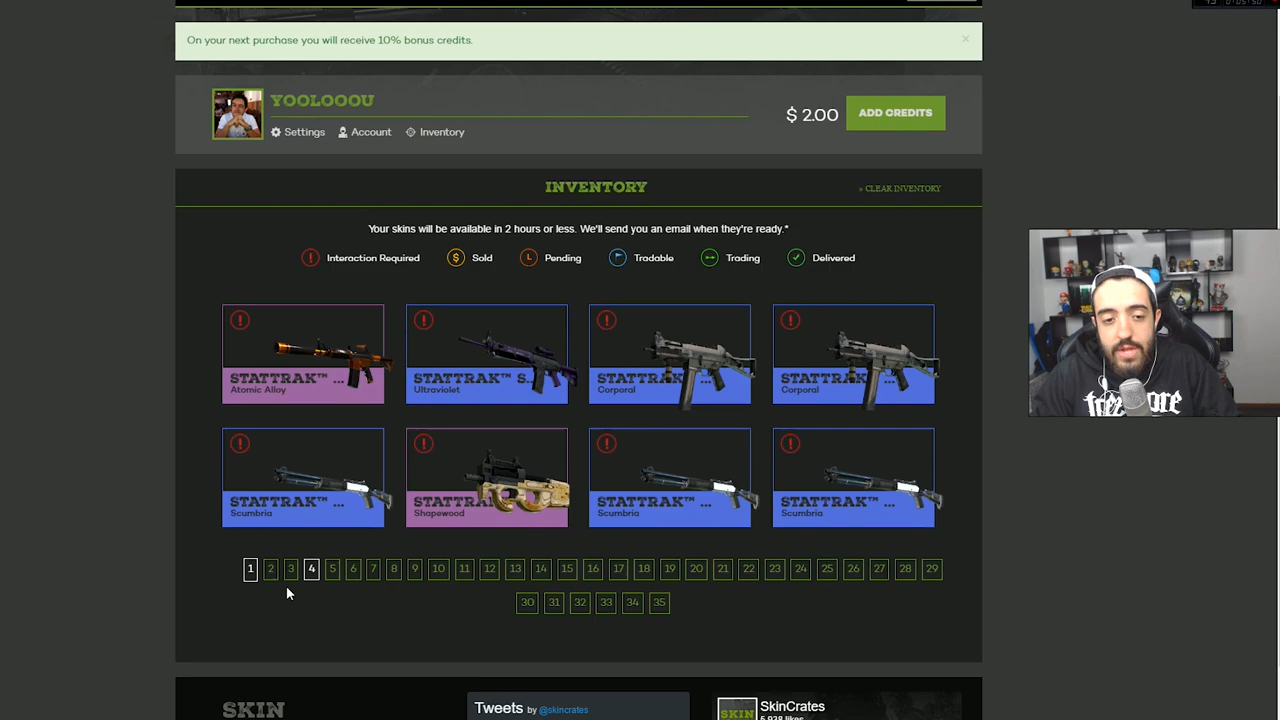 On your next purchase you will receive 10% bonus credits.
×
YOOLOOOU
$ 2.00
ADD CREDITS
Settings
Account
Inventory
INVENTORY
» CLEAR INVENTORY
Your skins will be available in 2 hours or less. We'll send you an email when they're ready.*
Interaction Required
Sold
Pending
Tradable
Trading
Delivered
STATTRAK™ ...
Atomic Alloy
STATTRAK™ S...
Ultraviolet
STATTRAK™ ...
Corporal
STATTRAK™ ...
Corporal
STATTRAK™ ...
Scumbria
Shapewood
STATTRAK™ ...
Scumbria
STATTRAK™ ...
Scumbria
1 2 3 4 5 6 7 8 9 10 11 12 13 14 15 16 17 18 19 20 21 22 23 24 25 26 27 28 29
30 31 32 33 34 35
SKIN
Tweets by @skincrates
SKIN
SkinCrates